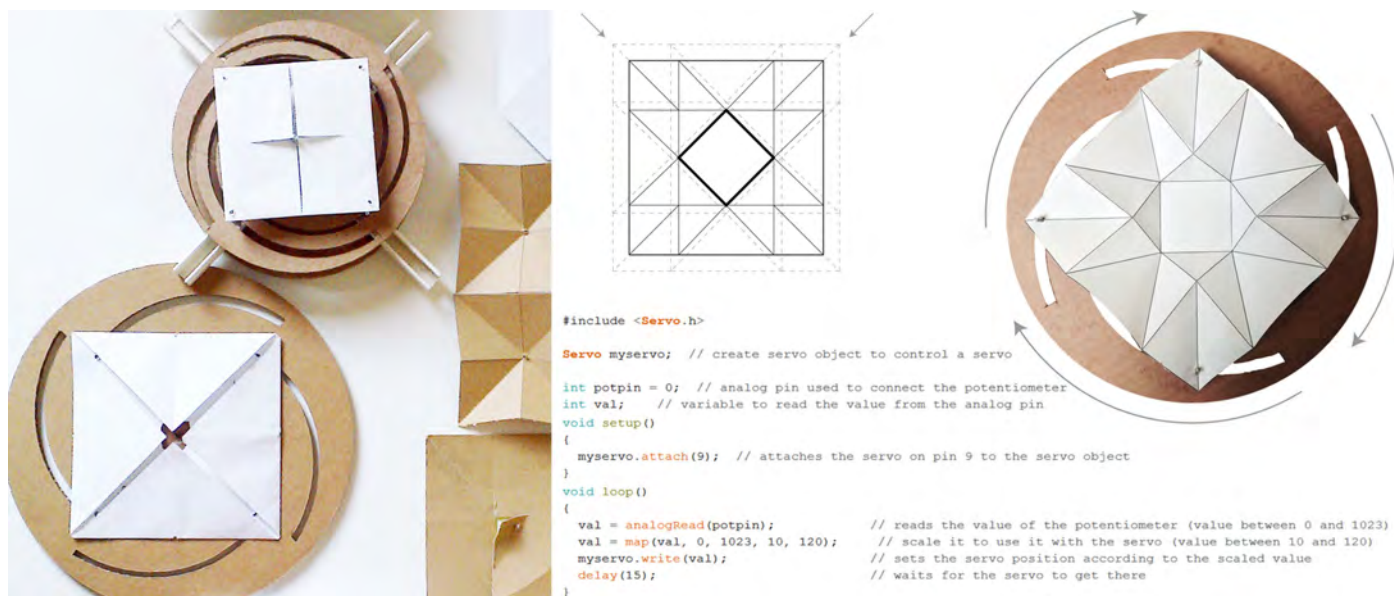 #include <Servo.h>
Servo myservo;  // create servo object to control a servo
int potpin = 0;  // analog pin used to connect the potentiometer
int val;    // variable to read the value from the analog pin
void setup()
{
  myservo.attach(9);  // attaches the servo on pin 9 to the servo object
}
void loop()
{
  val = analogRead(potpin);            // reads the value of the potentiometer (value between 0 and 1023)
  val = map(val, 0, 1023, 10, 120);     // scale it to use it with the servo (value between 10 and 120)
  myservo.write(val);                  // sets the servo position according to the scaled value
  delay(15);                           // waits for the servo to get there
}